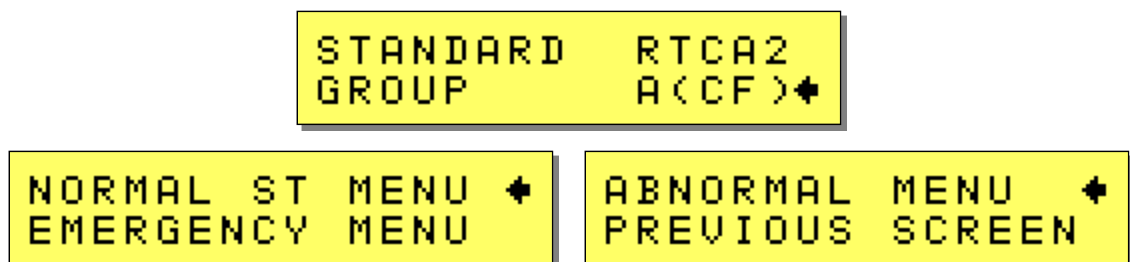 STANDARD RTCA2
GROUP A(CF)🠼
NORMAL ST MENU 🠼
EMERGENCY MENU
ABNORMAL MENU 🠼
PREVIOUS SCREEN